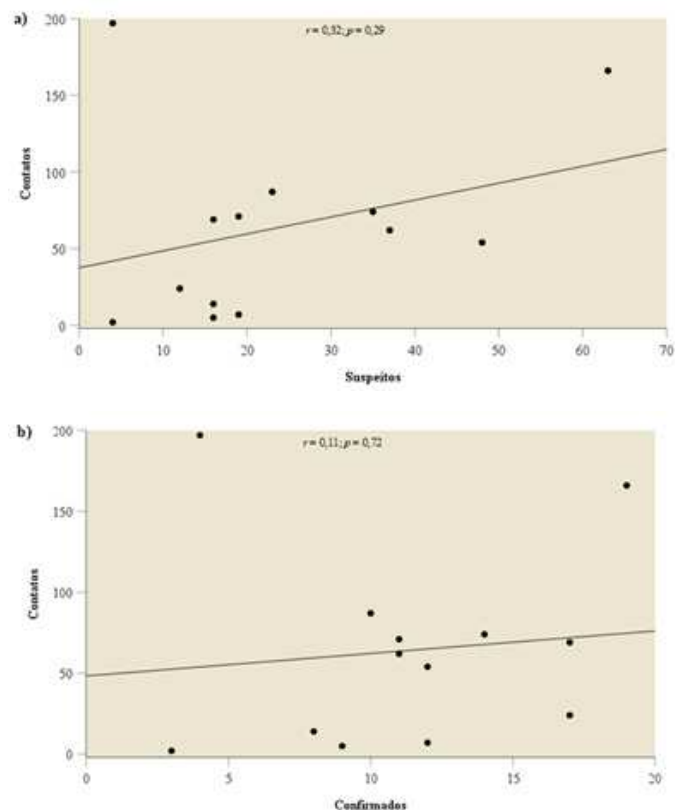 a)
r = 0,32; p = 0,29
200
150
100
50
0
Contatos
0 10 20 30 40 50 60 70
Suspeitos
b)
r = 0,11; p = 0,72
200
150
100
50
0
Contatos
0 5 10 15 20
Confirmados